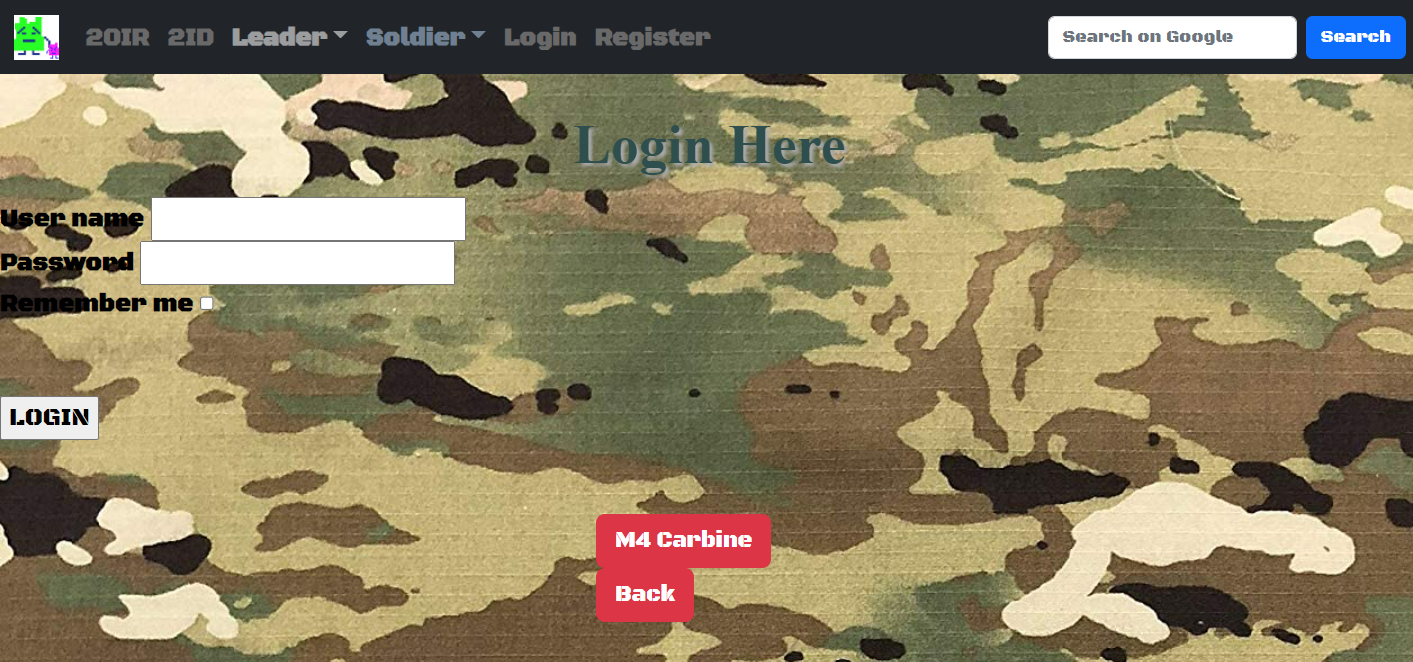 2OIR 2ID Leader Soldier Login Register Search on Google Search
Login Here
User name
Password
Remember me
LOGIN
M4 Carbine
Back